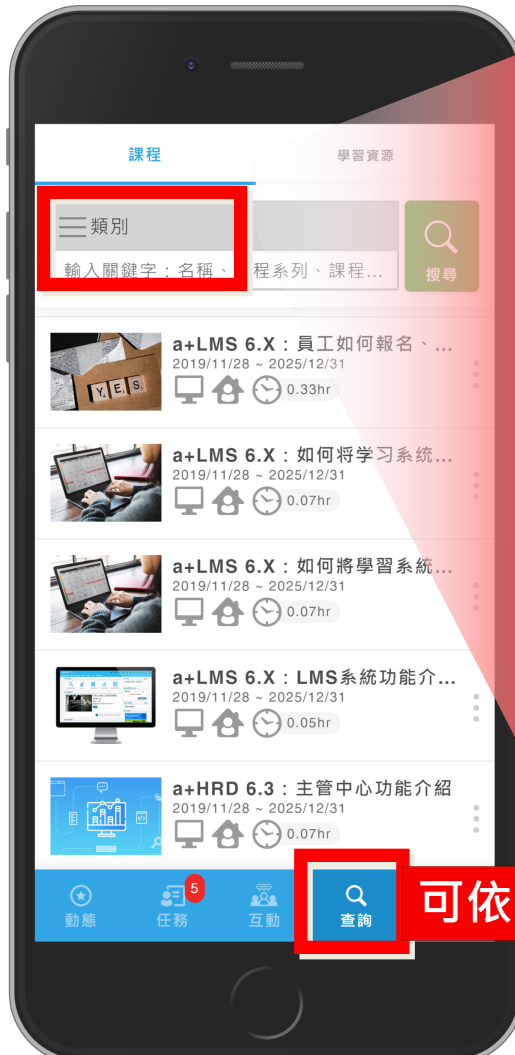 課程
學習資源
類別
輸入關鍵字：名稱、 程系列、課程...
搜尋
a+LMS 6.X：員工如何報名、...
2019/11/28 ~ 2025/12/31
0.33hr
a+LMS 6.X：如何将学习系统...
2019/11/28 ~ 2025/12/31
0.07hr
a+LMS 6.X：如何將學習系統...
2019/11/28 ~ 2025/12/31
0.07hr
a+LMS 6.X：LMS系統功能介...
2019/11/28 ~ 2025/12/31
0.05hr
a+HRD 6.3：主管中心功能介紹
2019/11/28 ~ 2025/12/31
0.07hr
動態
5
任務
互動
查詢
可依
YES